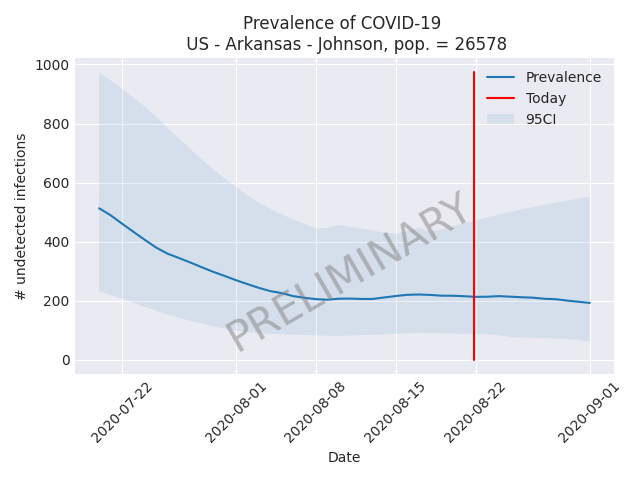 Prevalence of COVID-19
US - Arkansas - Johnson, pop. = 26578
1000
800
600
400
200
0
# undetected infections
Prevalence
Today
95CI
PRELIMINARY
2020-07-22
2020-08-01
2020-08-08
2020-08-15
2020-08-22
2020-09-01
Date